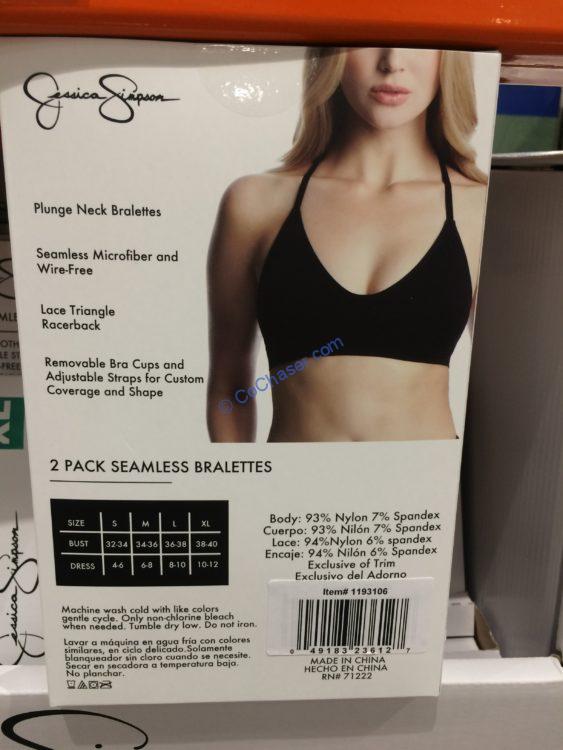 Jessica Simpson
Plunge Neck Bralettes
Seamless Microfiber and
Wire-Free
Lace Triangle
Racerback
Removable Bra Cups and
Adjustable Straps for Custom
Coverage and Shape
© CoChaser.com
2 PACK SEAMLESS BRALETTES
SIZE S M L XL
BUST 32-34 34-36 36-38 38-40
DRESS 4-6 6-8 8-10 10-12
Body: 93% Nylon 7% Spandex
Cuerpo: 93% Nilón 7% Spandex
Lace: 94%Nylon 6% spandex
Encaje: 94% Nilón 6% Spandex
Exclusive of Trim
Exclusivo del Adorno
Item# 1193106
0 49183 23612 7
MADE IN CHINA
HECHO EN CHINA
RN# 71222
Machine wash cold with like colors
gentle cycle. Only non-chlorine bleach
when needed. Tumble dry low. Do not iron.
Lavar a máquina en agua fría con colores
similares, en ciclo delicado.Solamente
blanqueador sin cloro cuando se necesite.
Secar en secadora a temperatura baja.
No planchar.
XL
Jessica Simpson